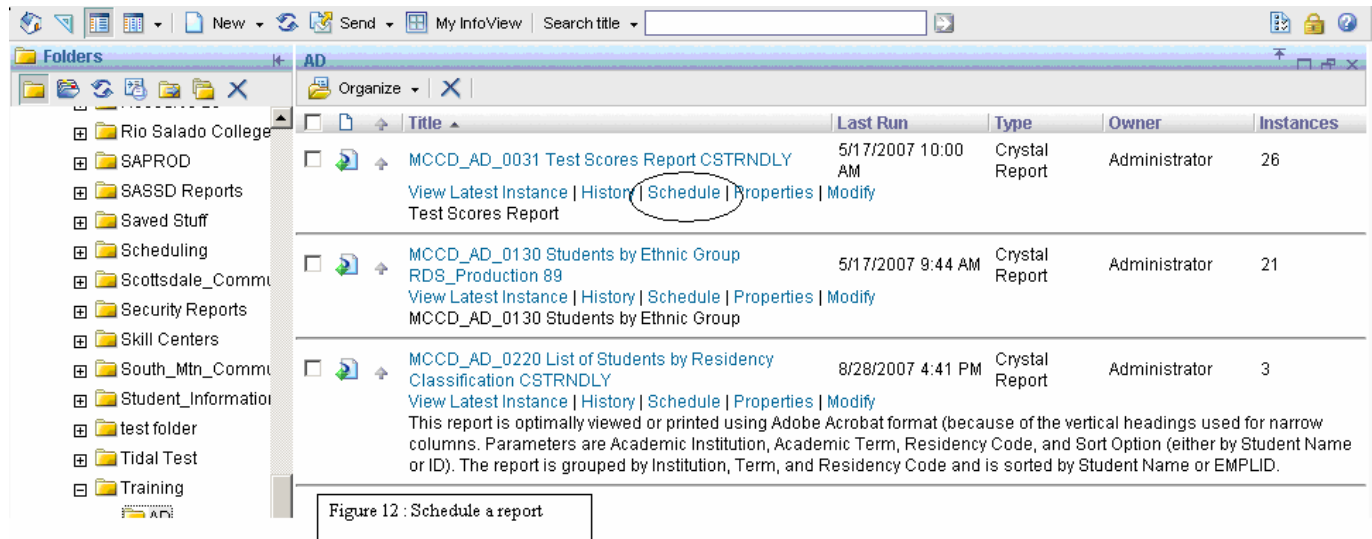 New Send My InfoView Search title
Folders
AD
Organize
Rio Salado College
SAPROD
SASSD Reports
Saved Stuff
Scheduling
Scottsdale_Commu
Security Reports
Skill Centers
South_Mtn_Commu
Student_Information
test folder
Tidal Test
Training
AD
Title Last Run Type Owner Instances
MCCD_AD_0031 Test Scores Report CSTRNDLY 5/17/2007 10:00 AM Crystal Report Administrator 26
View Latest Instance | History | Schedule | Properties | Modify
Test Scores Report
MCCD_AD_0130 Students by Ethnic Group
RDS_Production 89 5/17/2007 9:44 AM Crystal Report Administrator 21
View Latest Instance | History | Schedule | Properties | Modify
MCCD_AD_0130 Students by Ethnic Group
MCCD_AD_0220 List of Students by Residency
Classification CSTRNDLY 8/28/2007 4:41 PM Crystal Report Administrator 3
View Latest Instance | History | Schedule | Properties | Modify
This report is optimally viewed or printed using Adobe Acrobat format (because of the vertical headings used for narrow
columns. Parameters are Academic Institution, Academic Term, Residency Code, and Sort Option (either by Student Name
or ID). The report is grouped by Institution, Term, and Residency Code and is sorted by Student Name or EMPLID.
Figure 12 : Schedule a report